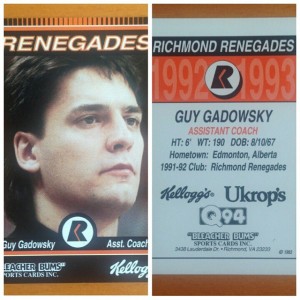 RENEGADES
Guy Gadowsky Asst. Coach
"BLEACHER BUMS"
SPORTS CARDS INC.
Kellogg's
RICHMOND RENEGADES
1992 1993
R
GUY GADOWSKY
ASSISTANT COACH
HT: 6' WT: 190 DOB: 8/10/67
Hometown: Edmonton, Alberta
1991-92 Club: Richmond Renegades
Kellogg's Ukrop's
Q94
"BLEACHER BUMS"
SPORTS CARDS INC.